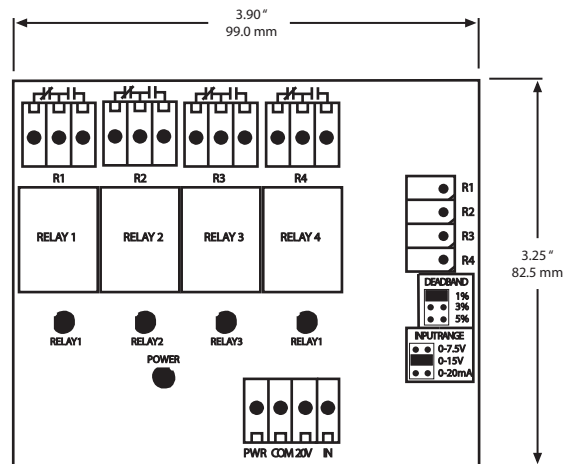 3.90"
99.0 mm
R1 R2 R3 R4
RELAY 1 RELAY 2 RELAY 3 RELAY 4
R1
R2
R3
R4
3.25"
82.5 mm
DEADBAND
1%
3%
5%
RELAY1 RELAY2 RELAY3 RELAY1
INPUTRANGE
0-7.5V
0-15V
0-20mA
POWER
PWR COM 20V IN